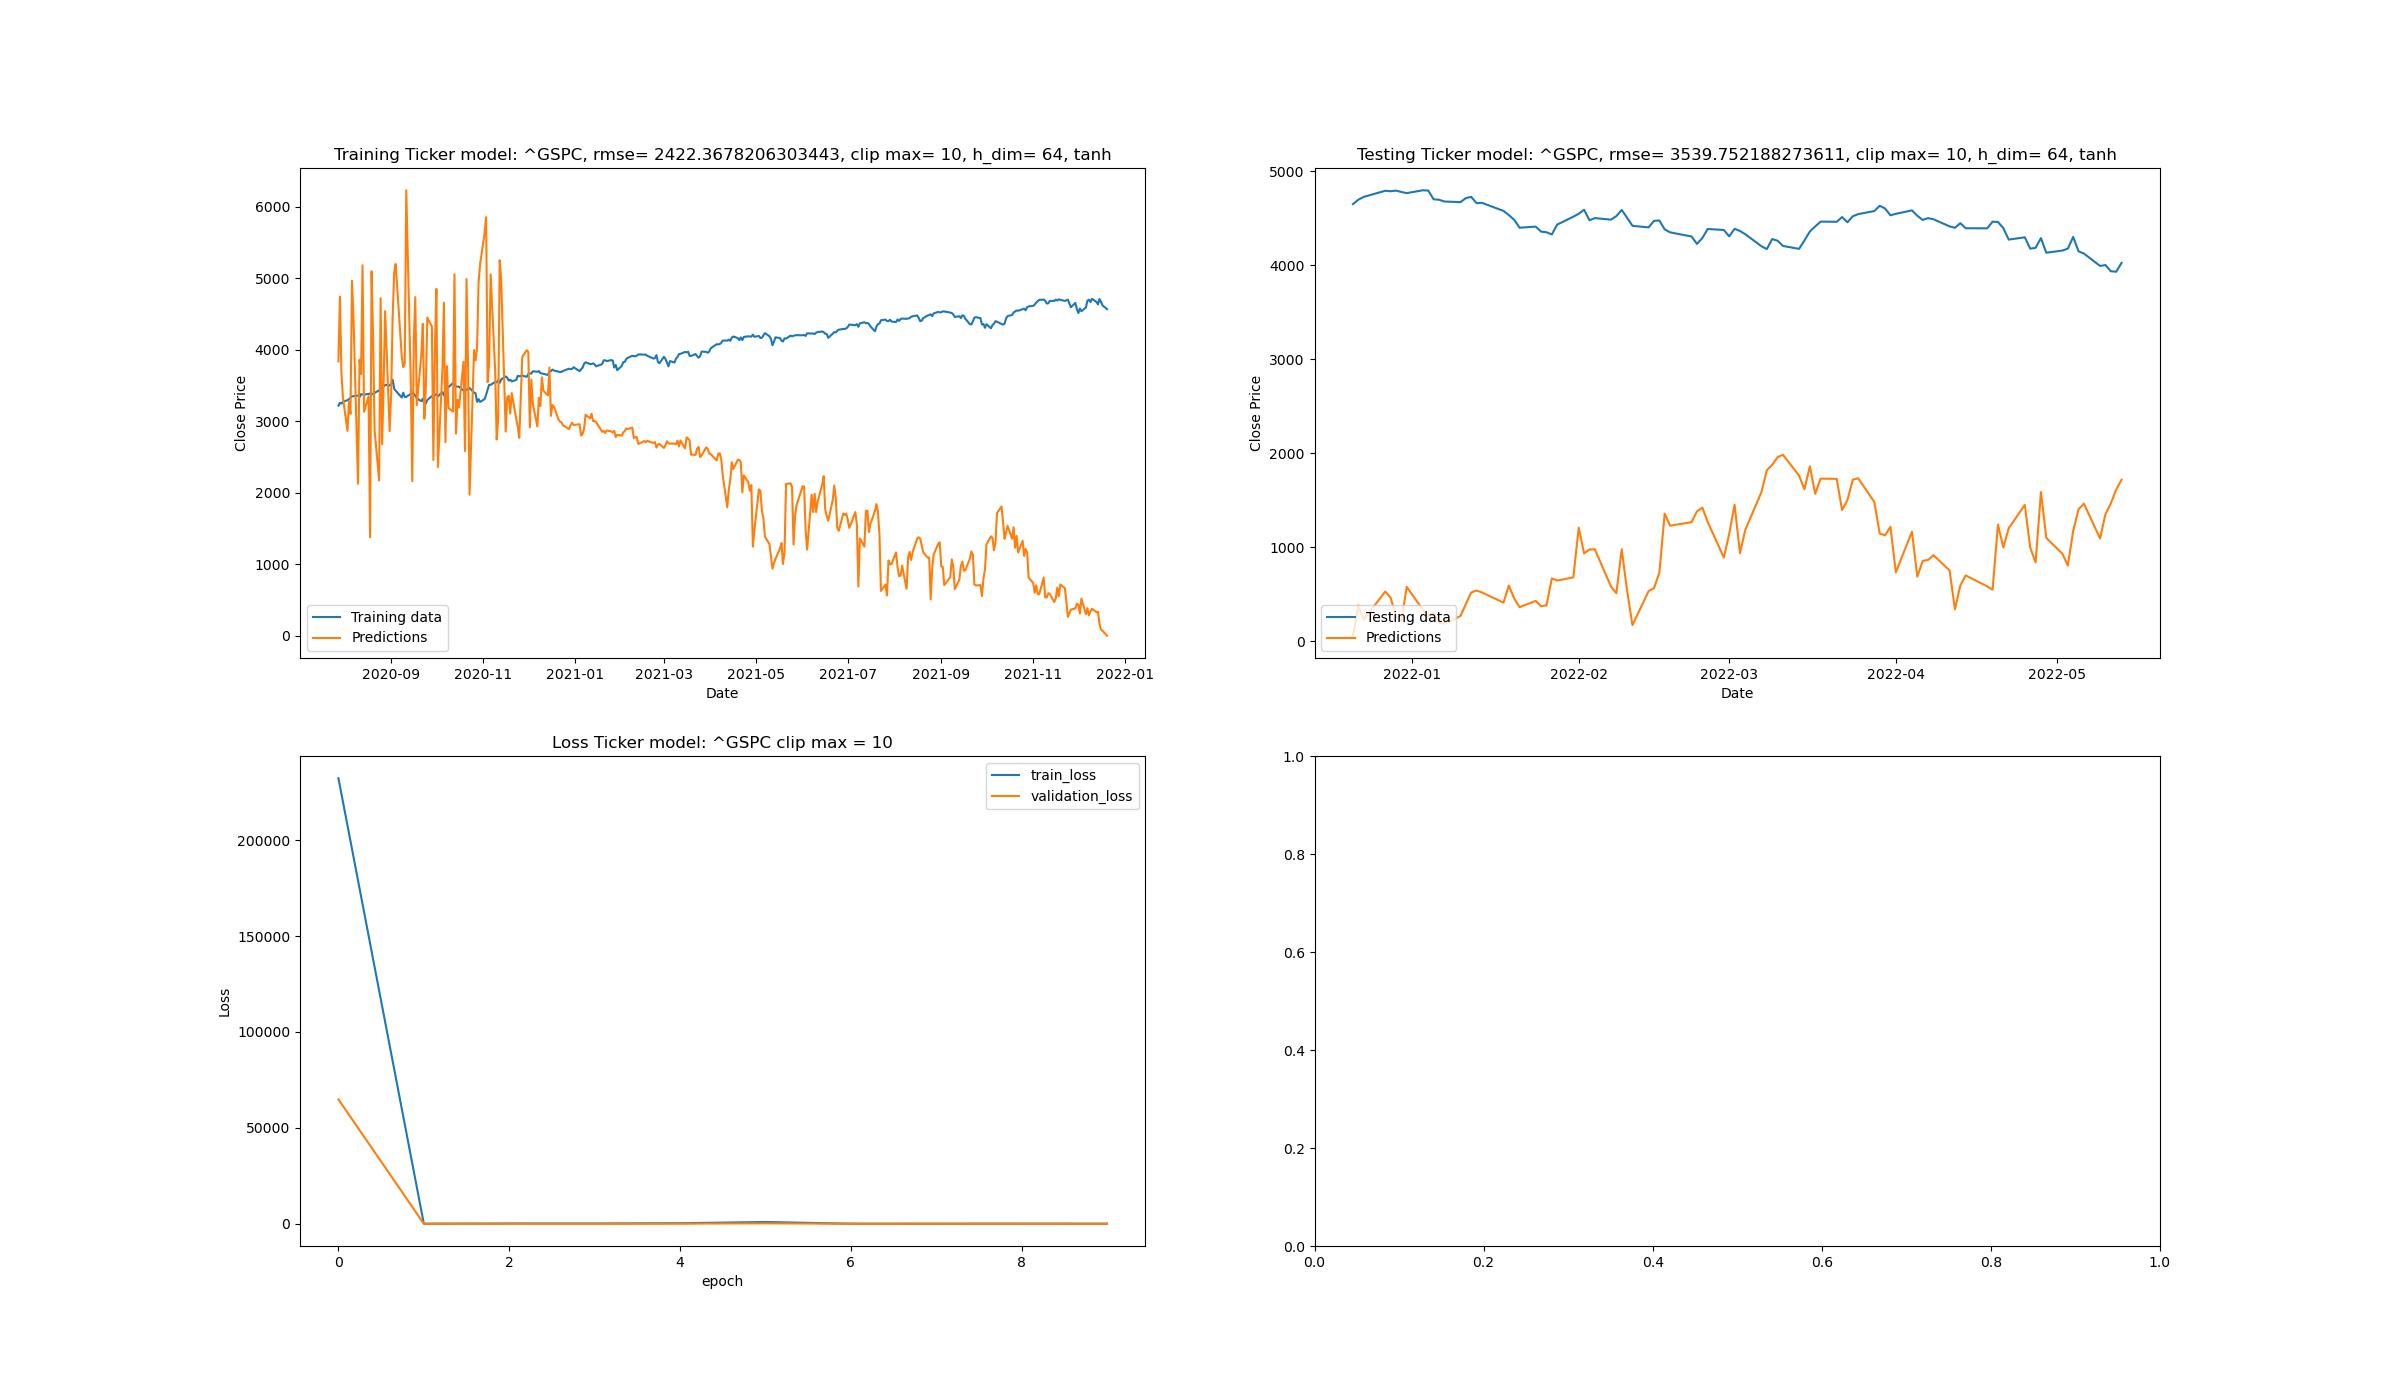 Training Ticker model: ^GSPC, rmse= 2422.3678206303443, clip max= 10, h_dim= 64, tanh
6000
5000
4000
3000
2000
1000
0
Close Price
Training data
Predictions
2020-09 2020-11 2021-01 2021-03 2021-05 2021-07 2021-09 2021-11 2022-01
Date
Testing Ticker model: ^GSPC, rmse= 3539.752188273611, clip max= 10, h_dim= 64, tanh
5000
4000
3000
2000
1000
0
Close Price
Testing data
Predictions
2022-01 2022-02 2022-03 2022-04 2022-05
Date
Loss Ticker model: ^GSPC clip max = 10
train_loss
validation_loss
200000
150000
100000
50000
0
Loss
0 2 4 6 8
epoch
1.0
0.8
0.6
0.4
0.2
0.0
0.0 0.2 0.4 0.6 0.8 1.0